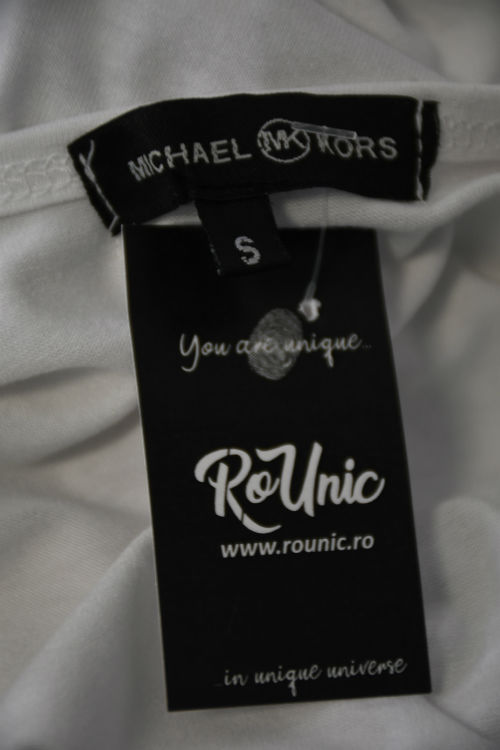 MICHAEL MK KORS
S
You are unique...
RoUnic
www.rounic.ro
...in unique universe